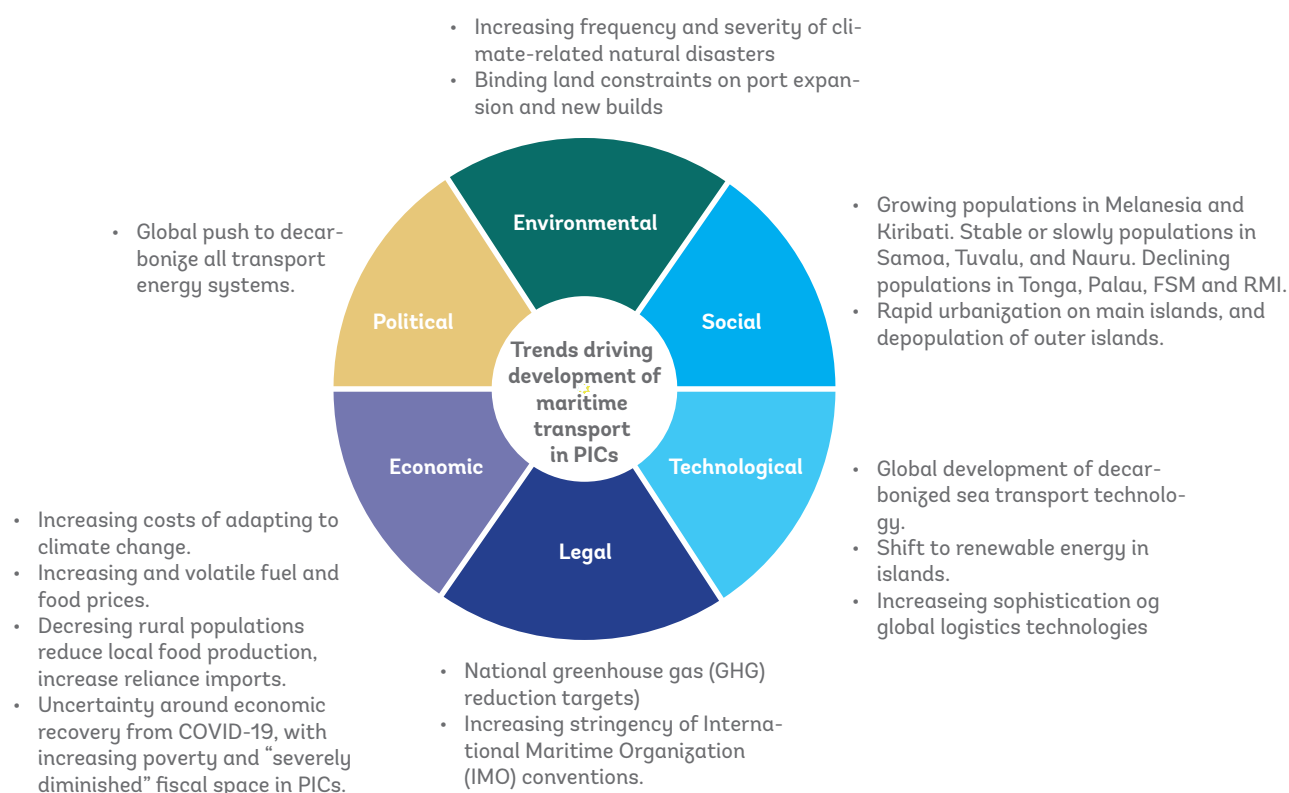 • Increasing frequency and severity of cli-
mate-related natural disasters
• Binding land constraints on port expan-
sion and new builds
Environmental
• Growing populations in Melanesia and
Kiribati. Stable or slowly populations in
Samoa, Tuvalu, and Nauru. Declining
populations in Tonga, Palau, FSM and RMI.
• Rapid urbanization on main islands, and
depopulation of outer islands.
Social
• Global push to decar-
bonize all transport
energy systems.
Political
Trends driving
development of
maritime
transport
in PICs
Economic
Technological
• Global development of decar-
bonized sea transport technolo-
gy.
• Shift to renewable energy in
islands.
• Increaseing sophistication og
global logistics technologies
Legal
• Increasing costs of adapting to
climate change.
• Increasing and volatile fuel and
food prices.
• Decresing rural populations
reduce local food production,
increase reliance imports.
• Uncertainty around economic
recovery from COVID-19, with
increasing poverty and “severely
diminished” fiscal space in PICs.
• National greenhouse gas (GHG)
reduction targets)
• Increasing stringency of Interna-
tional Maritime Organization
(IMO) conventions.